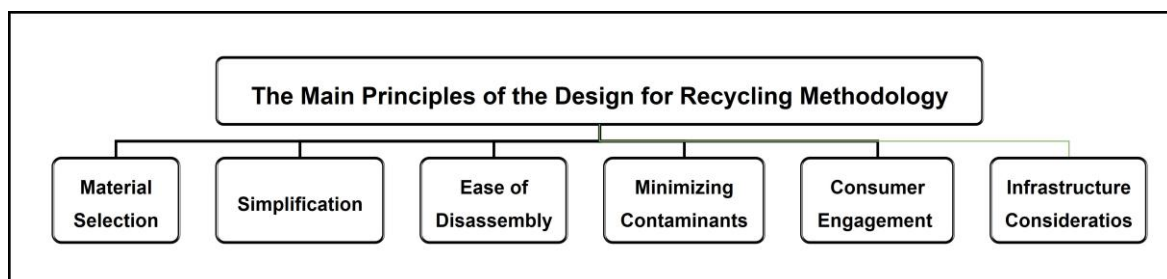 The Main Principles of the Design for Recycling Methodology
Material
Selection
Simplification
Ease of
Disassembly
Minimizing
Contaminants
Consumer
Engagement
Infrastructure
Consideratios